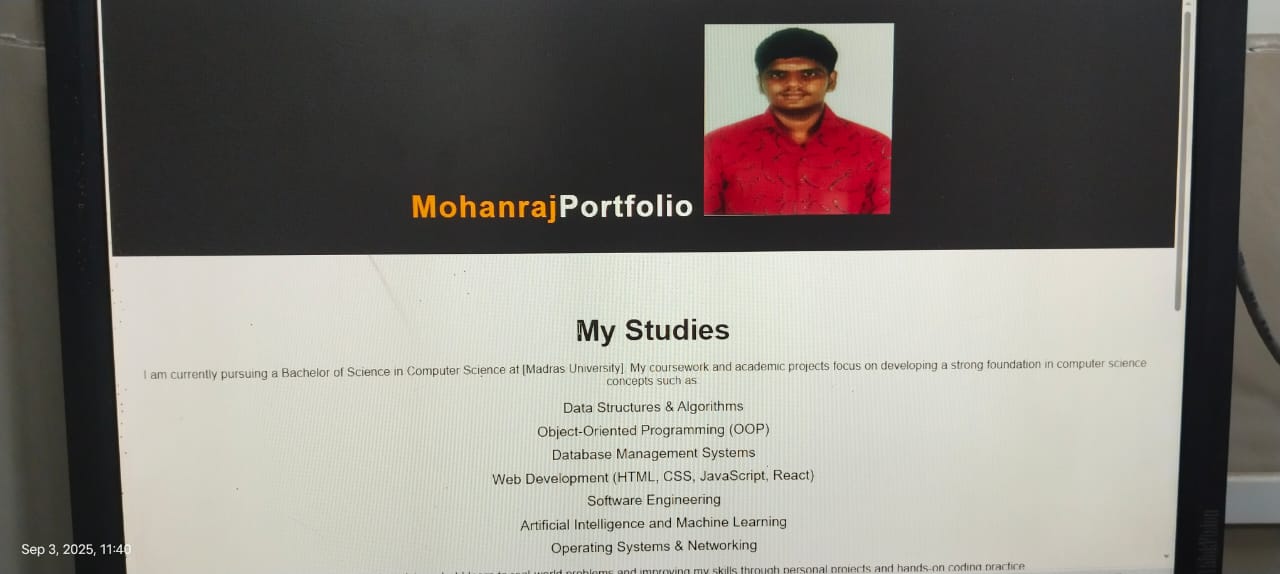 MohanrajPortfolio
My Studies
I am currently pursuing a Bachelor of Science in Computer Science at [Madras University]. My coursework and academic projects focus on developing a strong foundation in computer science
concepts such as
Data Structures & Algorithms
Object-Oriented Programming (OOP)
Database Management Systems
Web Development (HTML, CSS, JavaScript, React)
Software Engineering
Artificial Intelligence and Machine Learning
Operating Systems & Networking
world problems and improving my skills through personal projects and hands-on coding practice
Sep 3, 2025, 11:40